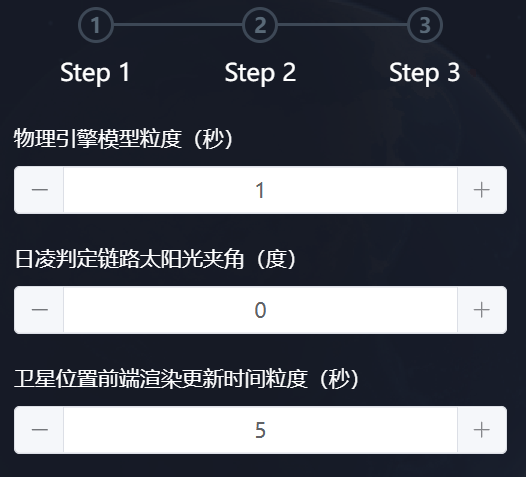 1 2 3
Step 1 Step 2 Step 3
物理引擎模型粒度（秒）
— 1 +
日凌判定链路太阳光夹角（度）
— 0 +
卫星位置前端渲染更新时间粒度（秒）
— 5 +